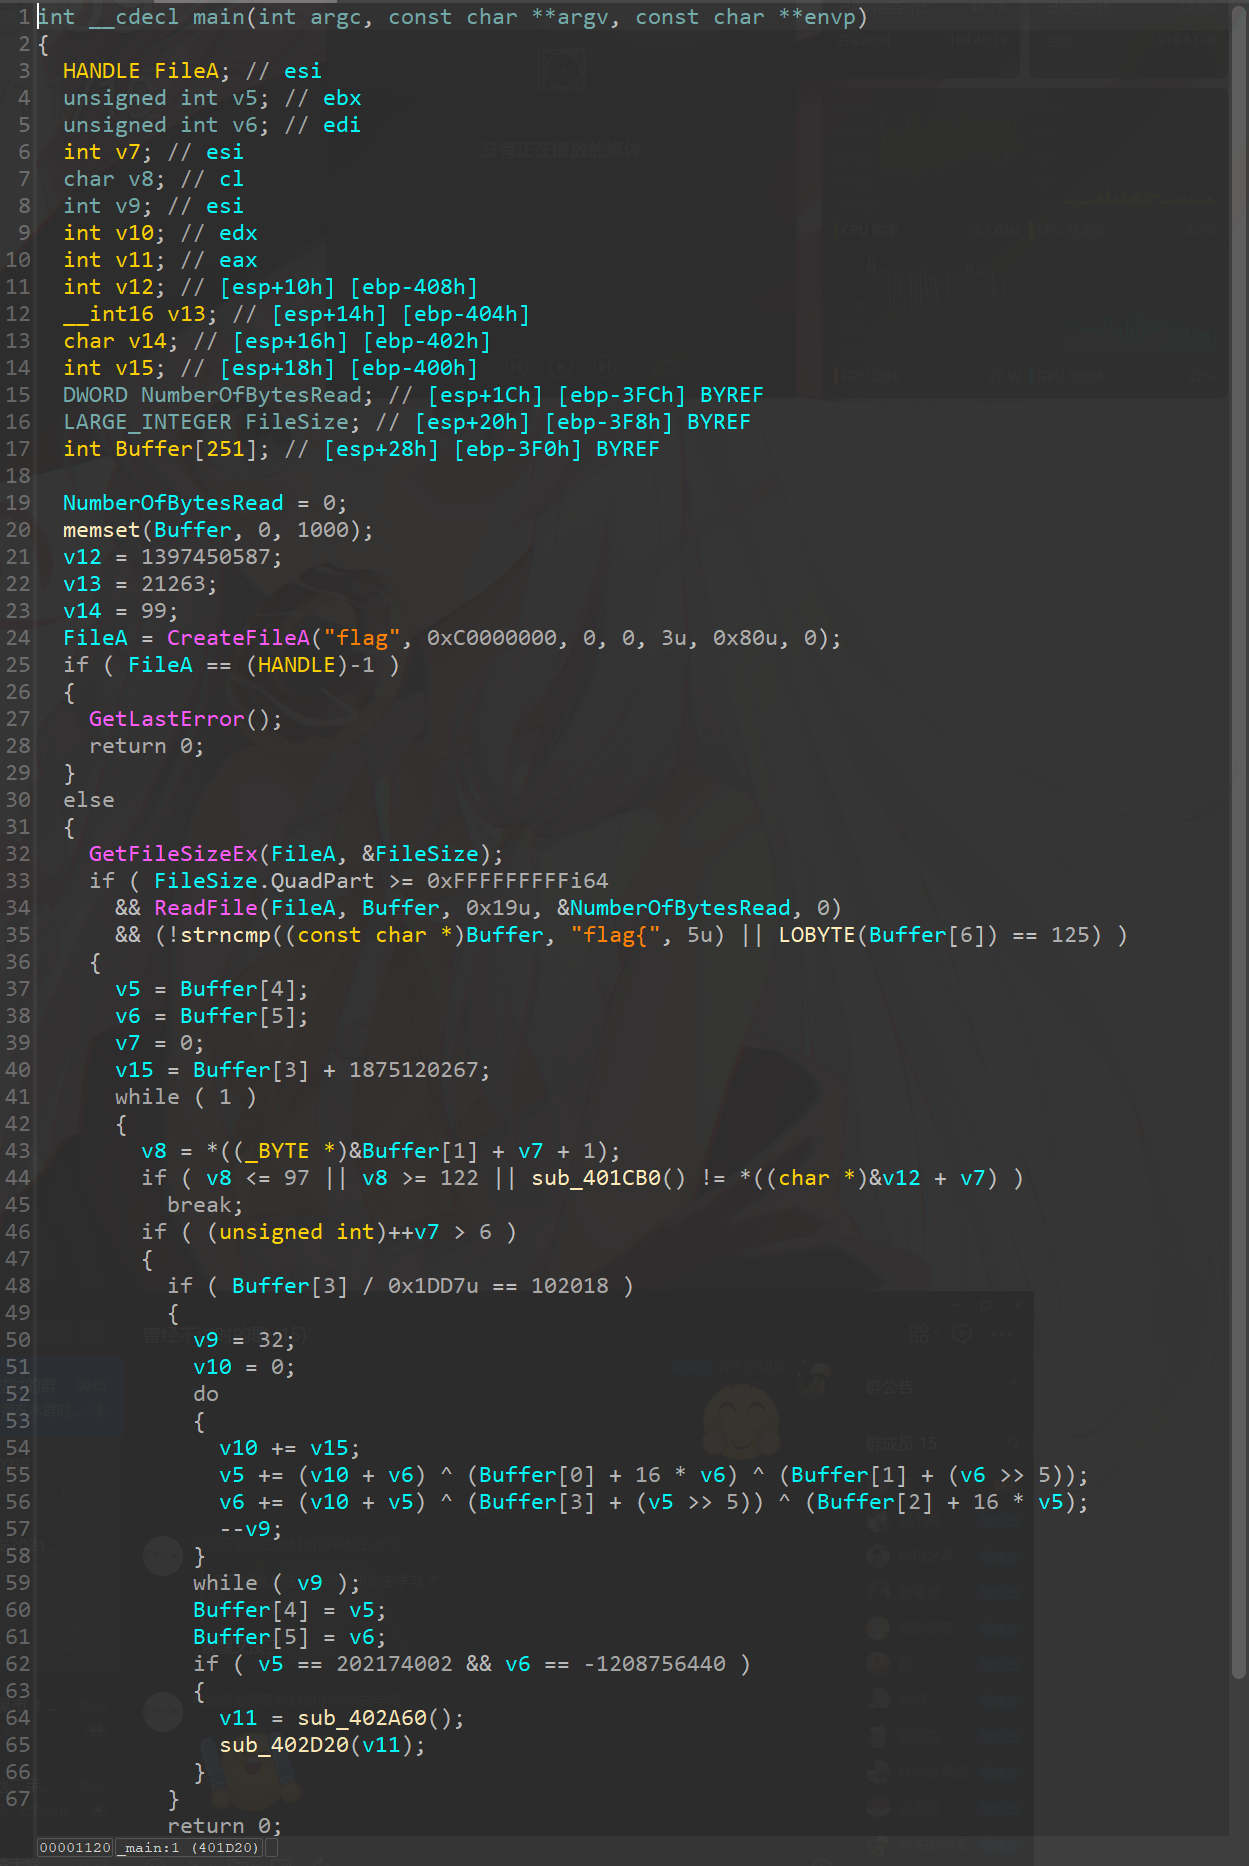 1 int __cdecl main(int argc, const char **argv, const char **envp)
2 {
3   HANDLE FileA; // esi
4   unsigned int v5; // ebx
5   unsigned int v6; // edi
6   int v7; // esi
7   char v8; // cl
8   int v9; // esi
9   int v10; // edx
10   int v11; // eax
11   int v12; // [esp+10h] [ebp-408h]
12   __int16 v13; // [esp+14h] [ebp-404h]
13   char v14; // [esp+16h] [ebp-402h]
14   int v15; // [esp+18h] [ebp-400h]
15   DWORD NumberOfBytesRead; // [esp+1Ch] [ebp-3FCh] BYREF
16   LARGE_INTEGER FileSize; // [esp+20h] [ebp-3F8h] BYREF
17   int Buffer[251]; // [esp+28h] [ebp-3F0h] BYREF
18
19   NumberOfBytesRead = 0;
20   memset(Buffer, 0, 1000);
21   v12 = 1397450587;
22   v13 = 21263;
23   v14 = 99;
24   FileA = CreateFileA("flag", 0xC0000000, 0, 0, 3u, 0x80u, 0);
25   if ( FileA == (HANDLE)-1 )
26   {
27     GetLastError();
28     return 0;
29   }
30   else
31   {
32     GetFileSizeEx(FileA, &FileSize);
33     if ( FileSize.QuadPart >= 0xFFFFFFFFFi64
34       && ReadFile(FileA, Buffer, 0x19u, &NumberOfBytesRead, 0)
35       && (!strncmp((const char *)Buffer, "flag{", 5u) || LOBYTE(Buffer[6]) == 125) )
36     {
37       v5 = Buffer[4];
38       v6 = Buffer[5];
39       v7 = 0;
40       v15 = Buffer[3] + 1875120267;
41       while ( 1 )
42       {
43         v8 = *((_BYTE *)&Buffer[1] + v7 + 1);
44         if ( v8 <= 97 || v8 >= 122 || sub_401CB0() != *((char *)&v12 + v7) )
45           break;
46         if ( (unsigned int)++v7 > 6 )
47         {
48           if ( Buffer[3] / 0x1DD7u == 102018 )
49           {
50             v9 = 32;
51             v10 = 0;
52             do
53             {
54               v10 += v15;
55               v5 += (v10 + v6) ^ (Buffer[0] + 16 * v6) ^ (Buffer[1] + (v6 >> 5));
56               v6 += (v10 + v5) ^ (Buffer[3] + (v5 >> 5)) ^ (Buffer[2] + 16 * v5);
57               --v9;
58             }
59             while ( v9 );
60             Buffer[4] = v5;
61             Buffer[5] = v6;
62             if ( v5 == 202174002 && v6 == -1208756440 )
63             {
64               v11 = sub_402A60();
65               sub_402D20(v11);
66             }
67           }
          return 0;
00001120 _main:1 (401D20)